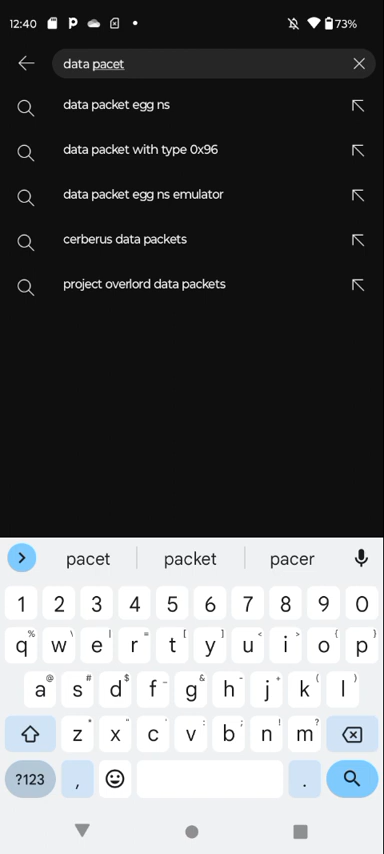 12:40 73%
data pacet
data packet egg ns
data packet with type 0x96
data packet egg ns emulator
cerberus data packets
project overlord data packets
pacet packet pacer
1 2 3 4 5 6 7 8 9 0
q% w\ e| r= t[ y] u< i> o{ p}
a@ s# d$ f_ g& h- j+ k( l)
z* x" c' v: b; n! m?
?123 , .